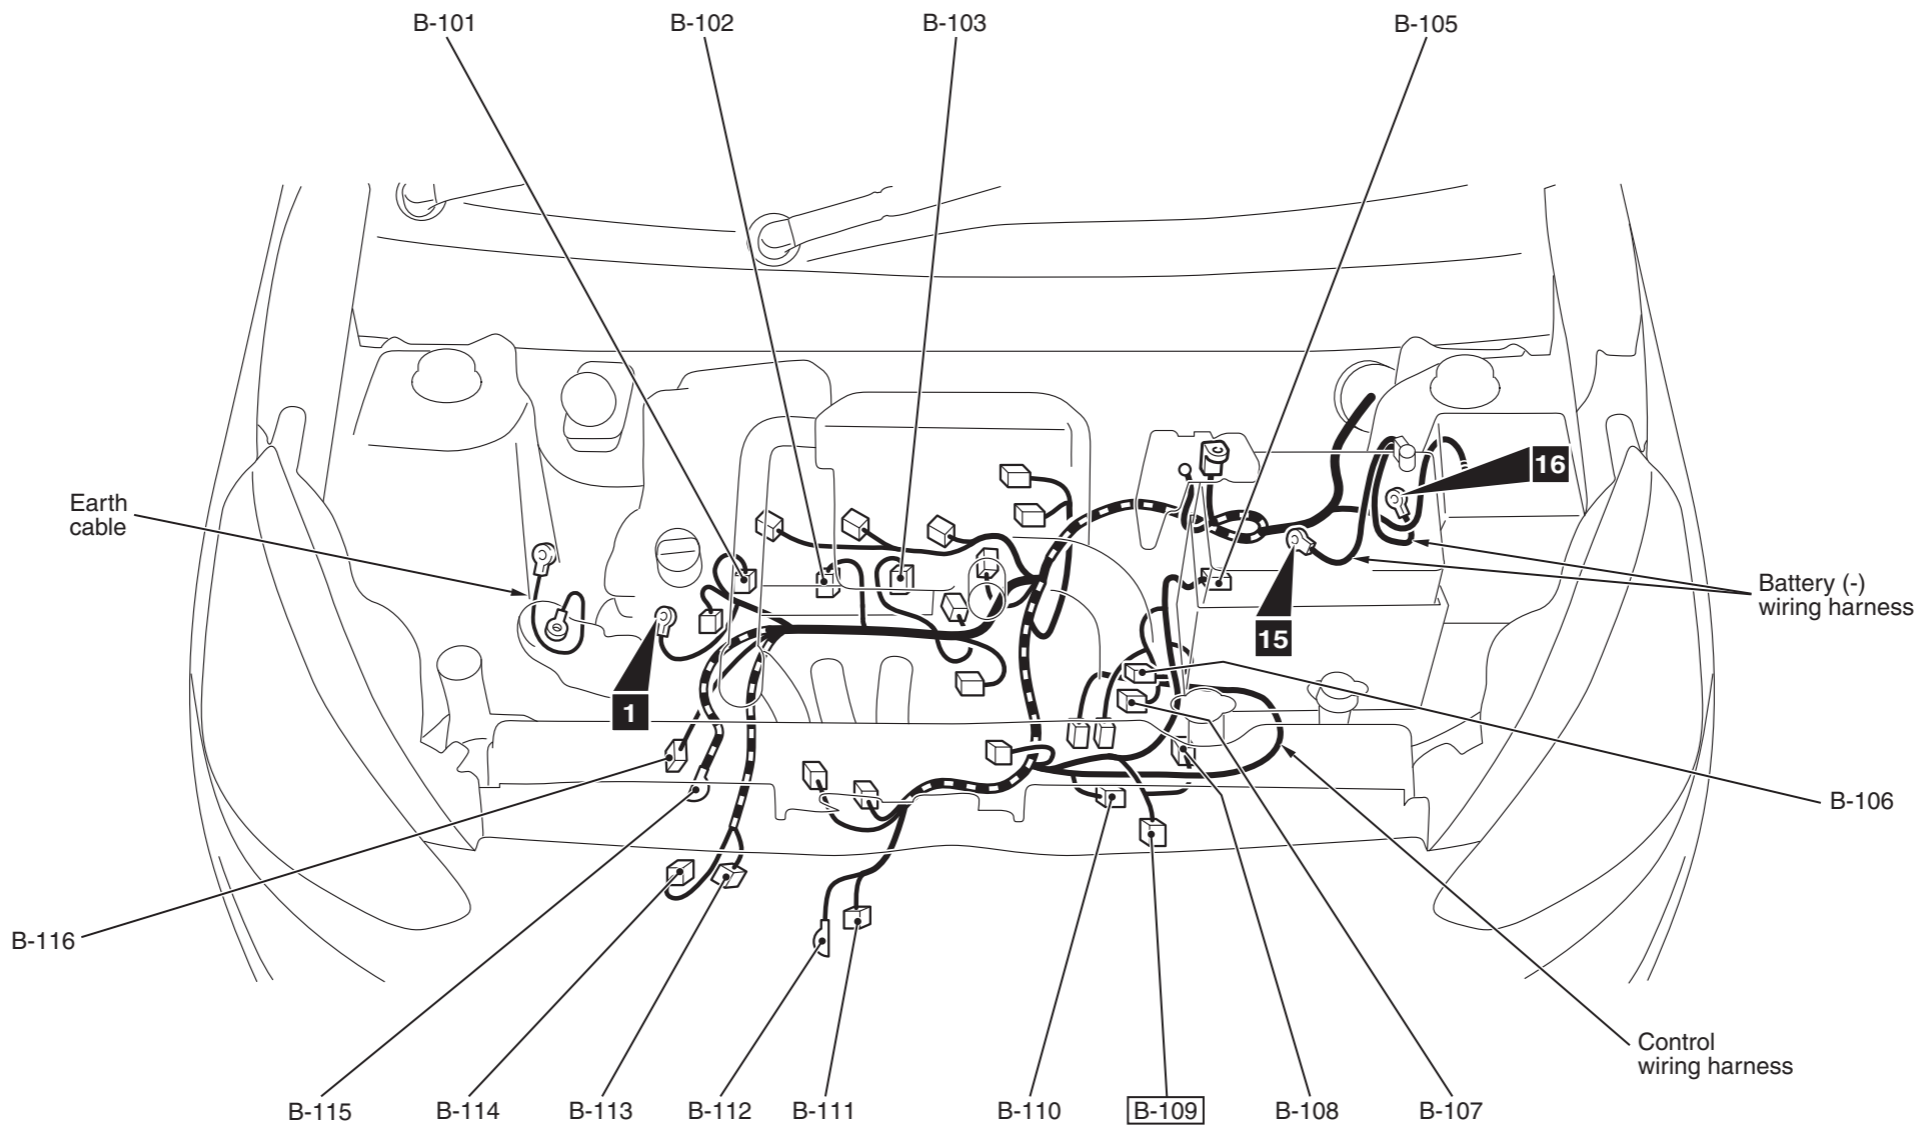 B-101
B-102
B-103
B-105
16
Earth
cable
Battery (-)
wiring harness
15
1
B-106
B-116
Control
wiring harness
B-115
B-114
B-113
B-112
B-111
B-110
B-109
B-108
B-107